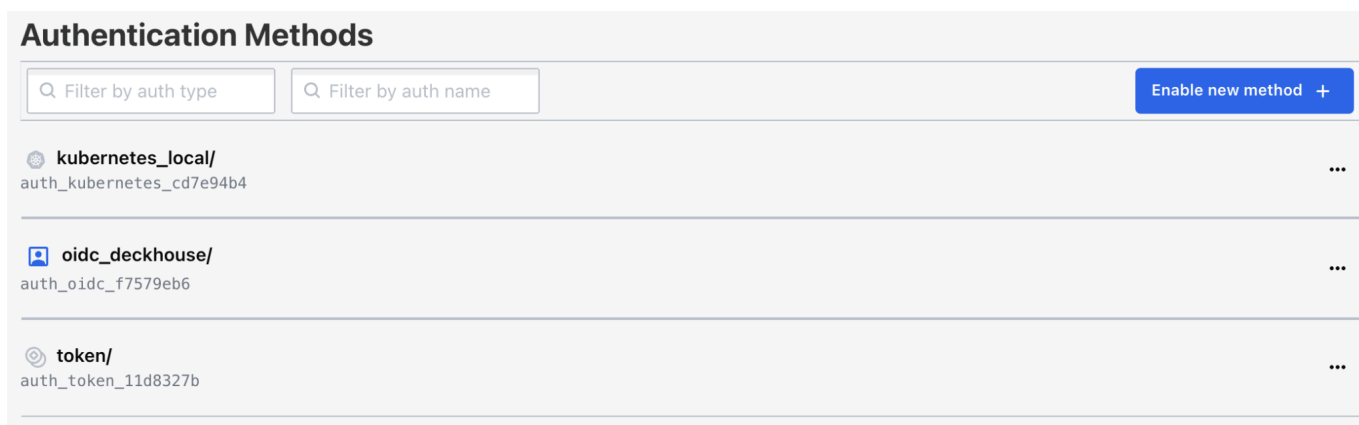 Authentication Methods
Filter by auth type
Filter by auth name
Enable new method +
kubernetes_local/
auth_kubernetes_cd7e94b4
oidc_deckhouse/
auth_oidc_f7579eb6
token/
auth_token_11d8327b